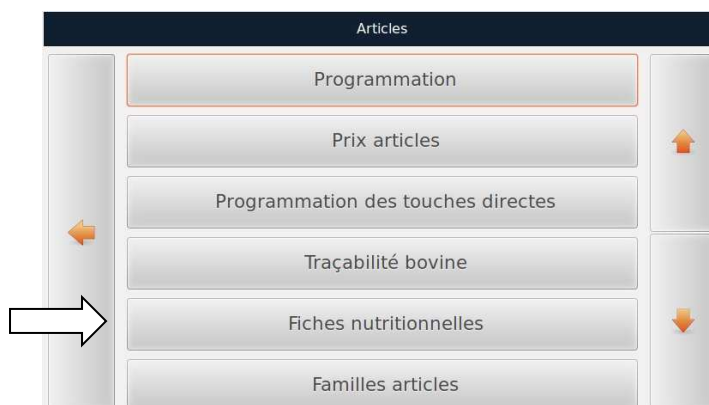 Articles
Programmation
Prix articles
Programmation des touches directes
Traçabilité bovine
Fiches nutritionnelles
Familles articles